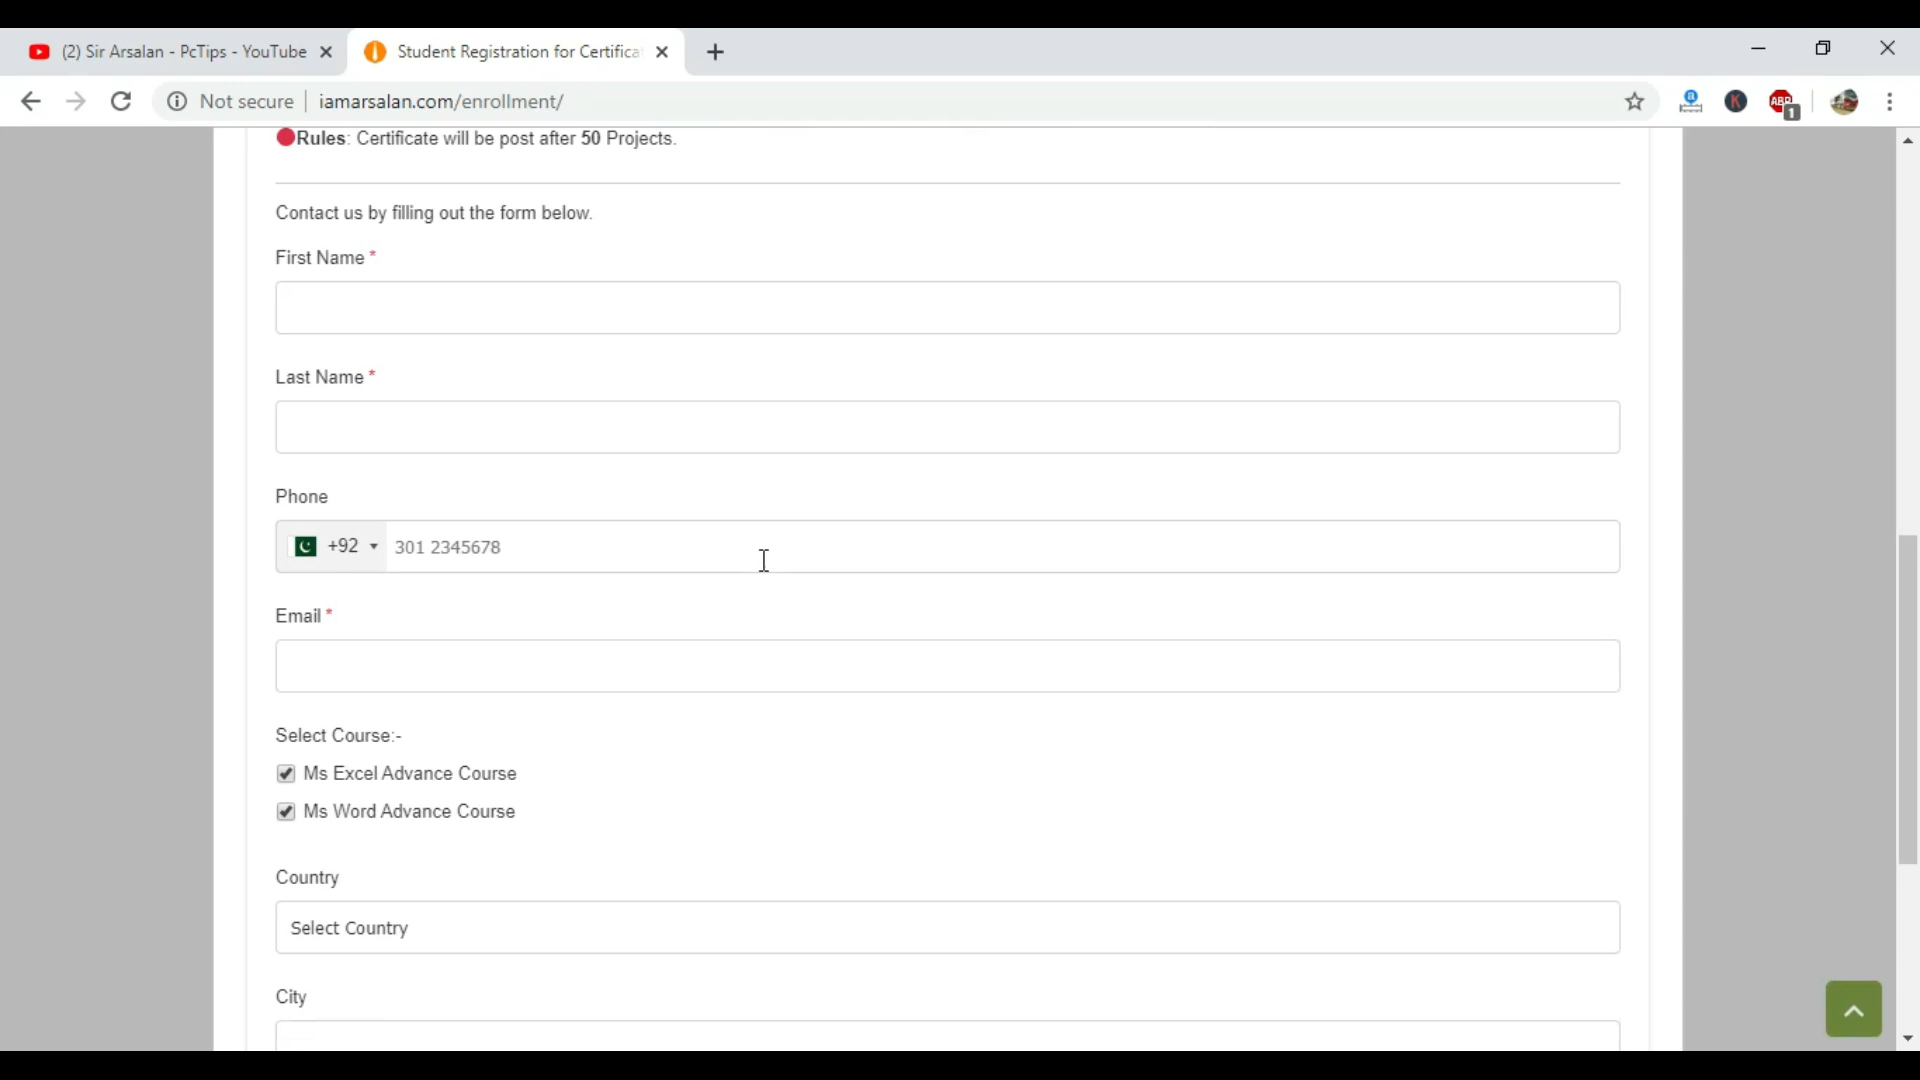 (2) Sir Arsalan - PcTips - YouTube
Student Registration for Certifica
Not secure
iamarsalan.com/enrollment/
a
K
ABP
1
Rules: Certificate will be post after 50 Projects.
Contact us by filling out the form below.
First Name *
Last Name *
Phone
+92
301 2345678
Email *
Select Course:-
Ms Excel Advance Course
Ms Word Advance Course
Country
Select Country
City